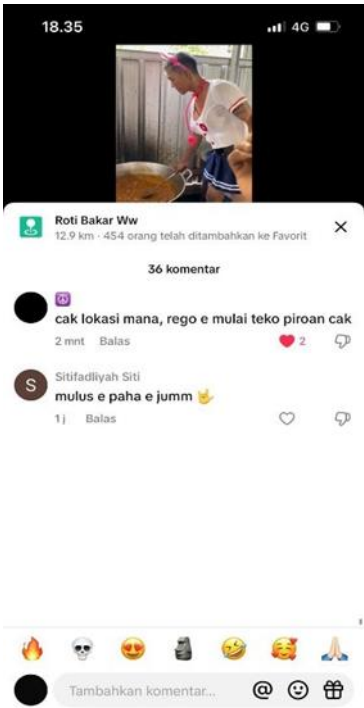 18.35
4G
Roti Bakar Ww
12.9 km · 454 orang telah ditambahkan ke Favorit
36 komentar
cak lokasi mana, rego e mulai teko piroan cak
2 mnt Balas 2
S
Sitifadliyah Siti
mulus e paha e jumm 🤟
1 j Balas
Tambahkan komentar...